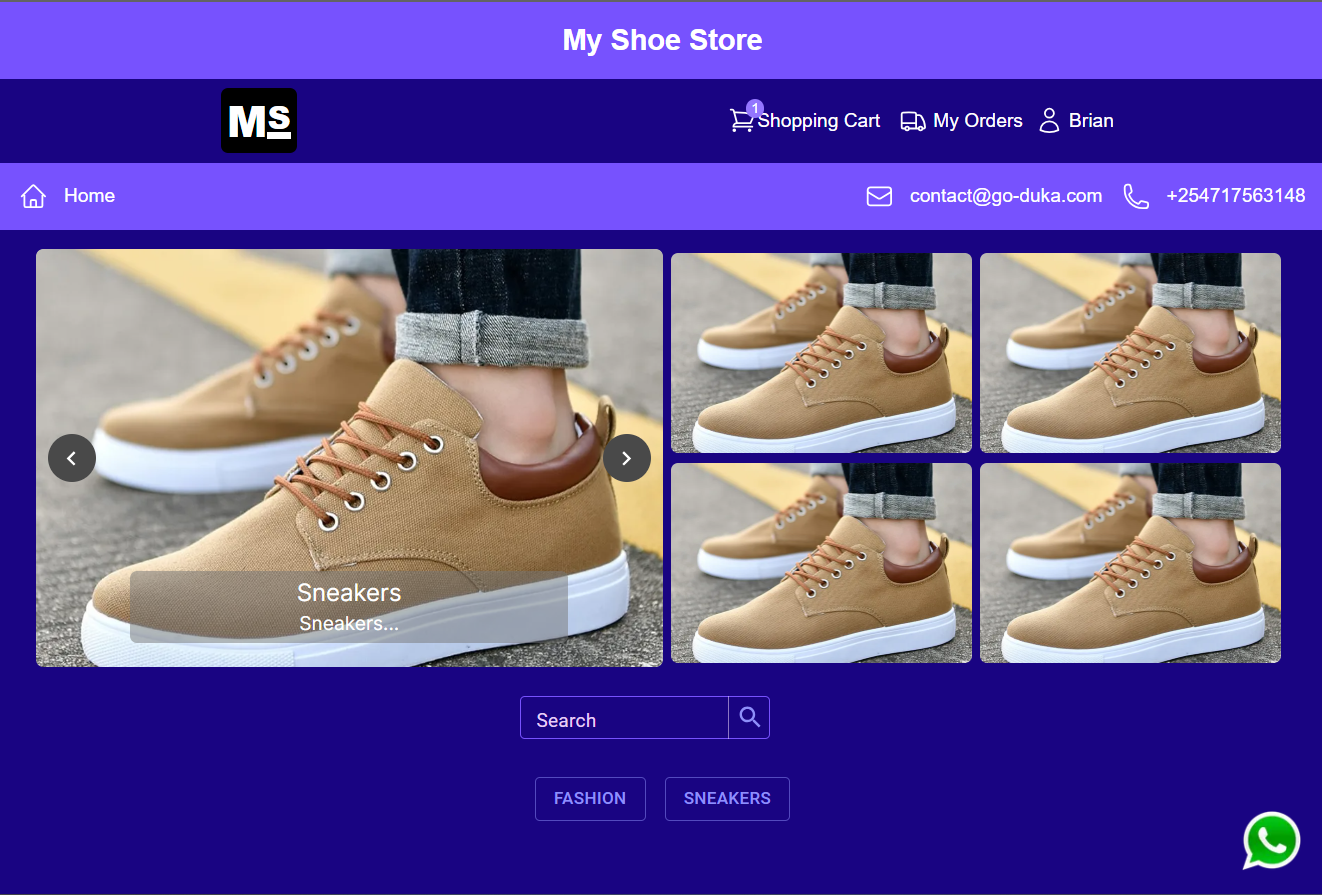 My Shoe Store
Ms
1
Shopping Cart
My Orders
Brian
Home
contact@go-duka.com
+254717563148
Sneakers
Sneakers...
Search
FASHION
SNEAKERS